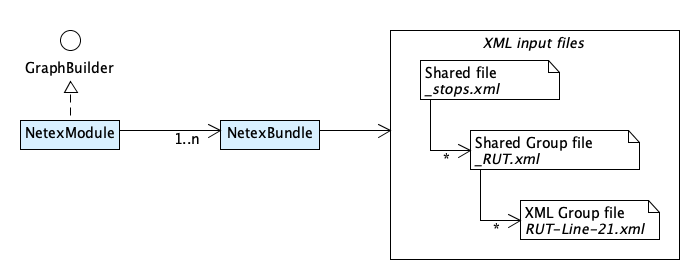 XML input files
GraphBuilder
Shared file
_stops.xml
NetexModule
1..n
NetexBundle
Shared Group file
_RUT.xml
*
XML Group file
RUT-Line-21.xml
*